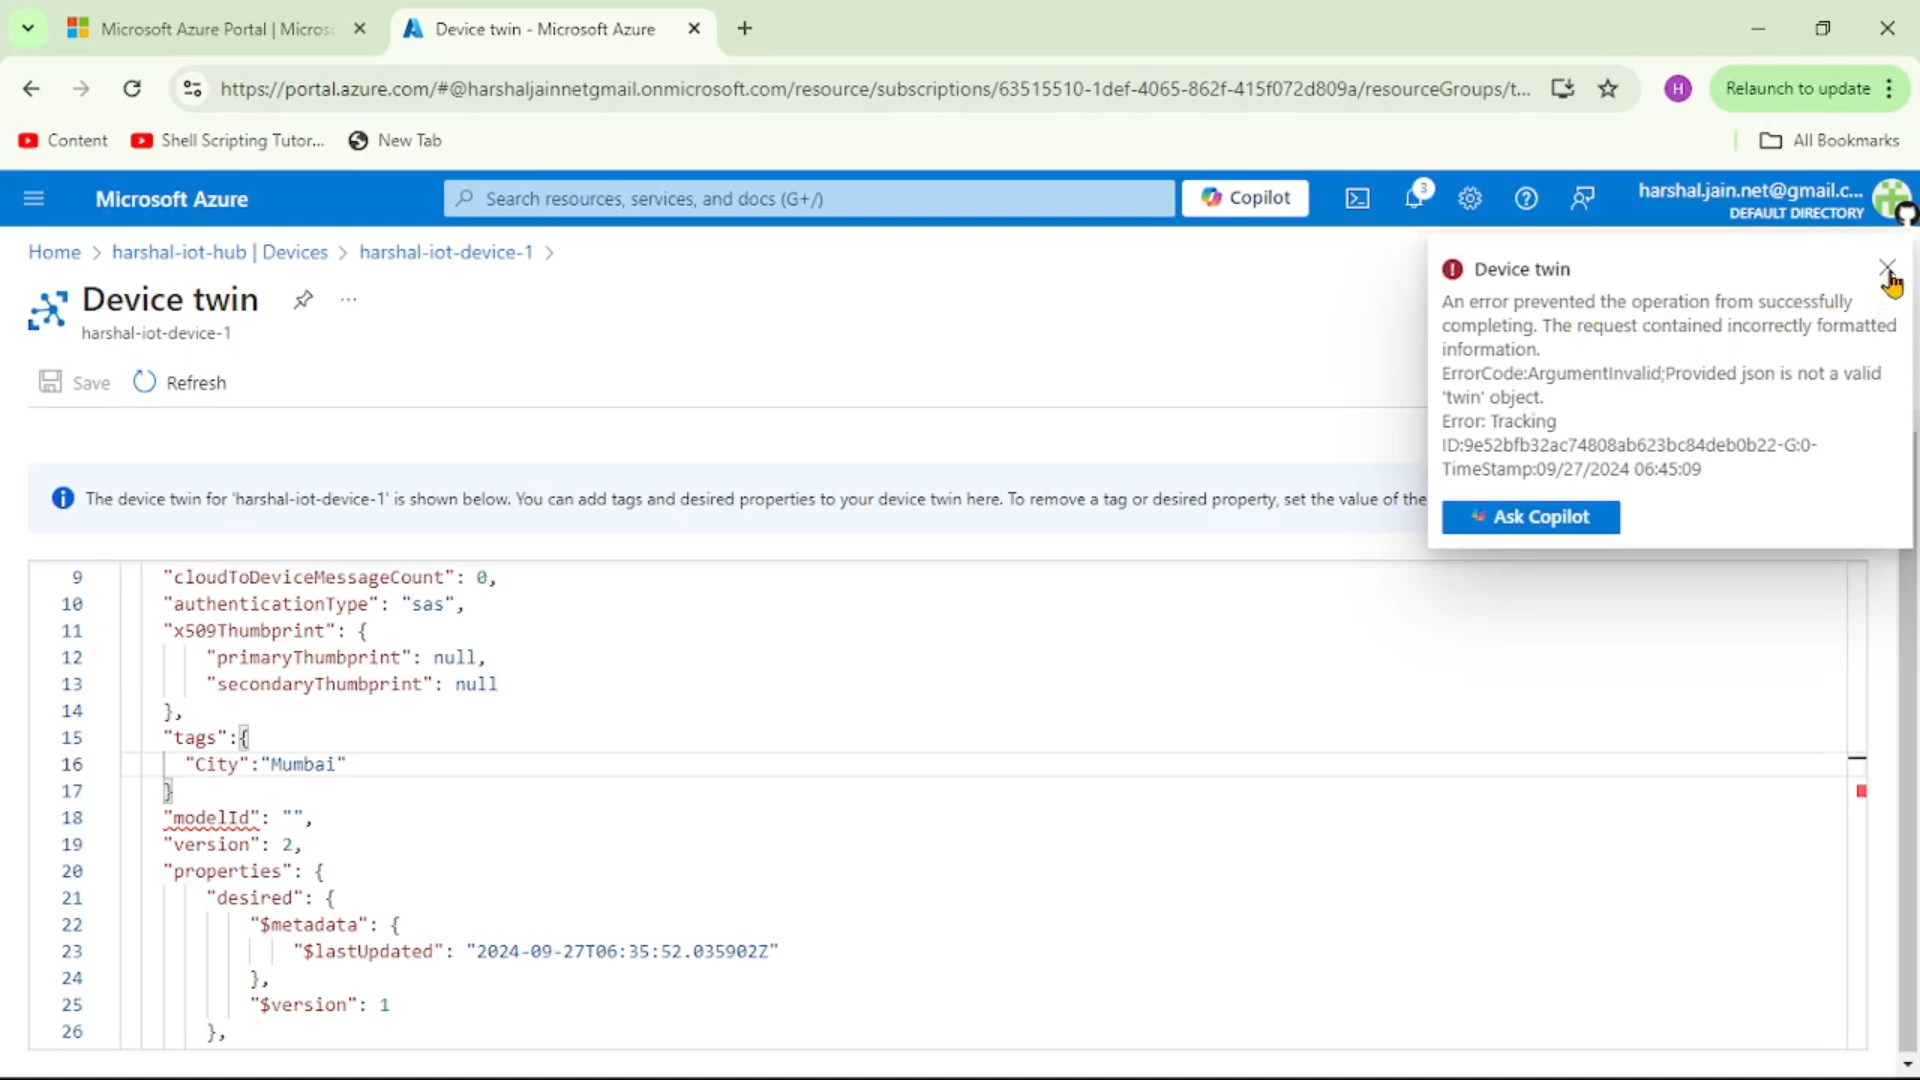 Microsoft Azure Portal | Micros
Device twin - Microsoft Azure
https://portal.azure.com/#@harshaljainnetgmail.onmicrosoft.com/resource/subscriptions/63515510-1def-4065-862f-415f072d809a/resourceGroups/t...
H
Relaunch to update
Content
Shell Scripting Tutor...
New Tab
All Bookmarks
Microsoft Azure
Search resources, services, and docs (G+/)
Copilot
3
harshal.jain.net@gmail.c...
DEFAULT DIRECTORY
Home > harshal-iot-hub | Devices > harshal-iot-device-1 >
Device twin
harshal-iot-device-1
Save
Refresh
Device twin
An error prevented the operation from successfully
completing. The request contained incorrectly formatted
information.
ErrorCode:ArgumentInvalid;Provided json is not a valid
'twin' object.
Error: Tracking
ID:9e52bfb32ac74808ab623bc84deb0b22-G:0-
TimeStamp:09/27/2024 06:45:09
Ask Copilot
The device twin for 'harshal-iot-device-1' is shown below. You can add tags and desired properties to your device twin here. To remove a tag or desired property, set the value of the
9 "cloudToDeviceMessageCount": 0,
10 "authenticationType": "sas",
11 "x509Thumbprint": {
12 "primaryThumbprint": null,
13 "secondaryThumbprint": null
14 },
15 "tags":{
16 "City":"Mumbai"
17 }
18 "modelId": "",
19 "version": 2,
20 "properties": {
21 "desired": {
22 "$metadata": {
23 "$lastUpdated": "2024-09-27T06:35:52.035902Z"
24 },
25 "$version": 1
26 },